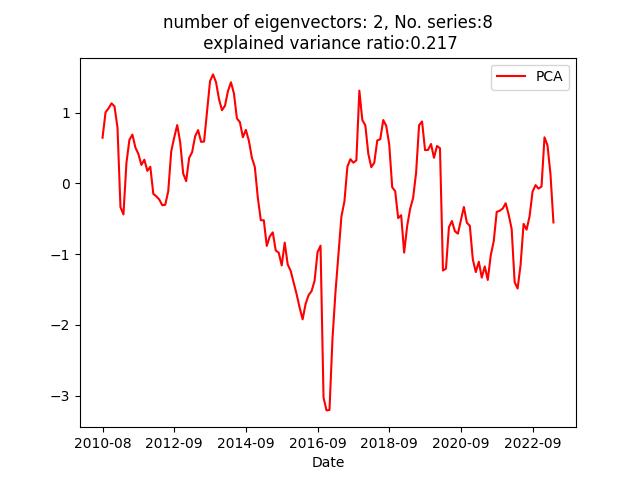 number of eigenvectors: 2, No. series:8
explained variance ratio:0.217
PCA
1
0
−1
−2
−3
2010-08 2012-09 2014-09 2016-09 2018-09 2020-09 2022-09
Date